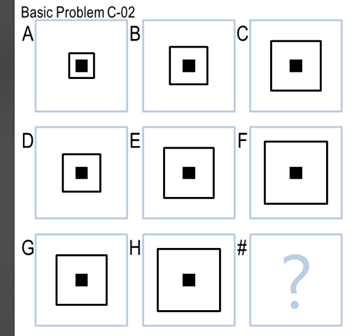 Basic Problem C-02
A B C
D E F
G H #
?